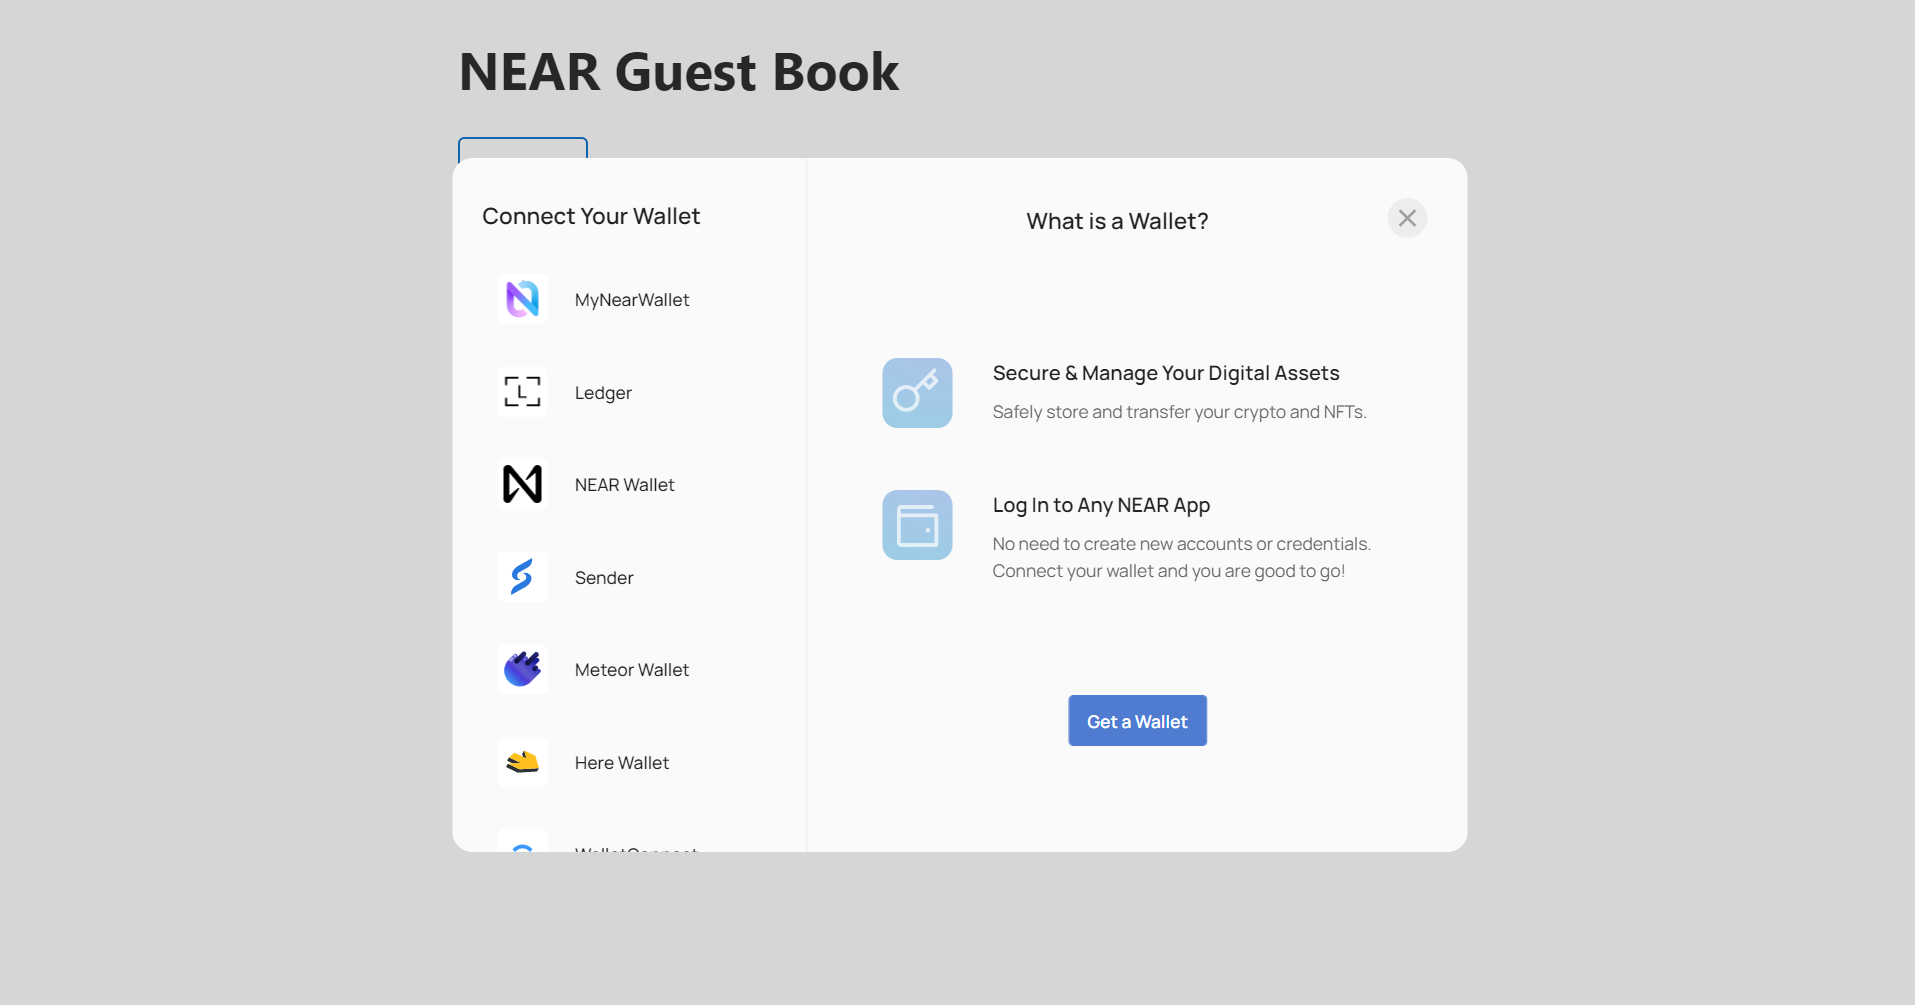 NEAR Guest Book
Connect Your Wallet
MyNearWallet
Ledger
NEAR Wallet
Sender
Meteor Wallet
Here Wallet
WalletConnect
What is a Wallet?
Secure & Manage Your Digital Assets
Safely store and transfer your crypto and NFTs.
Log In to Any NEAR App
No need to create new accounts or credentials.
Connect your wallet and you are good to go!
Get a Wallet